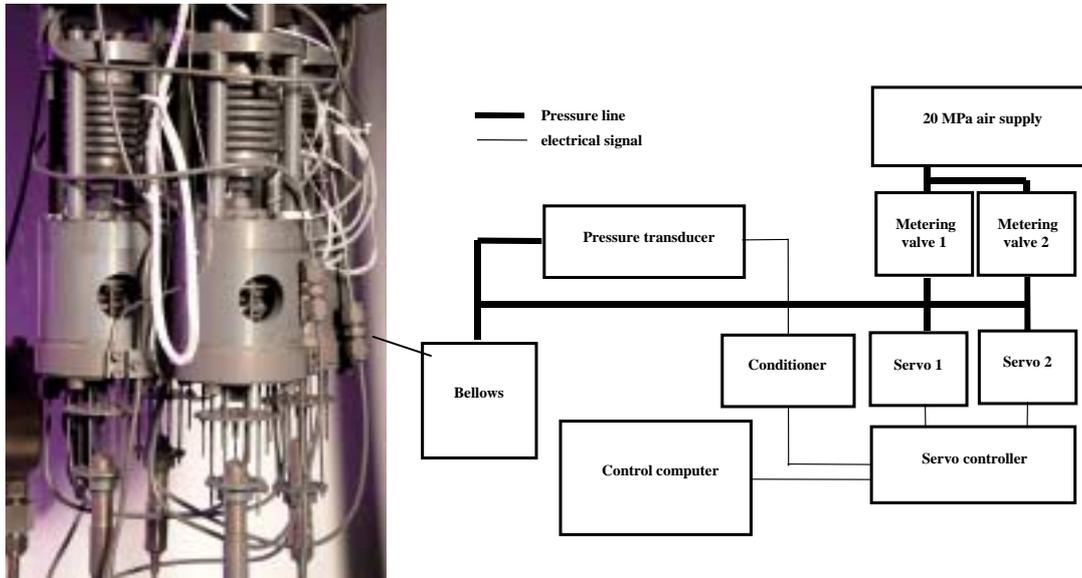 Pressure line
electrical signal
20 MPa air supply
Metering
valve 1
Metering
valve 2
Pressure transducer
Conditioner
Servo 1
Servo 2
Bellows
Control computer
Servo controller